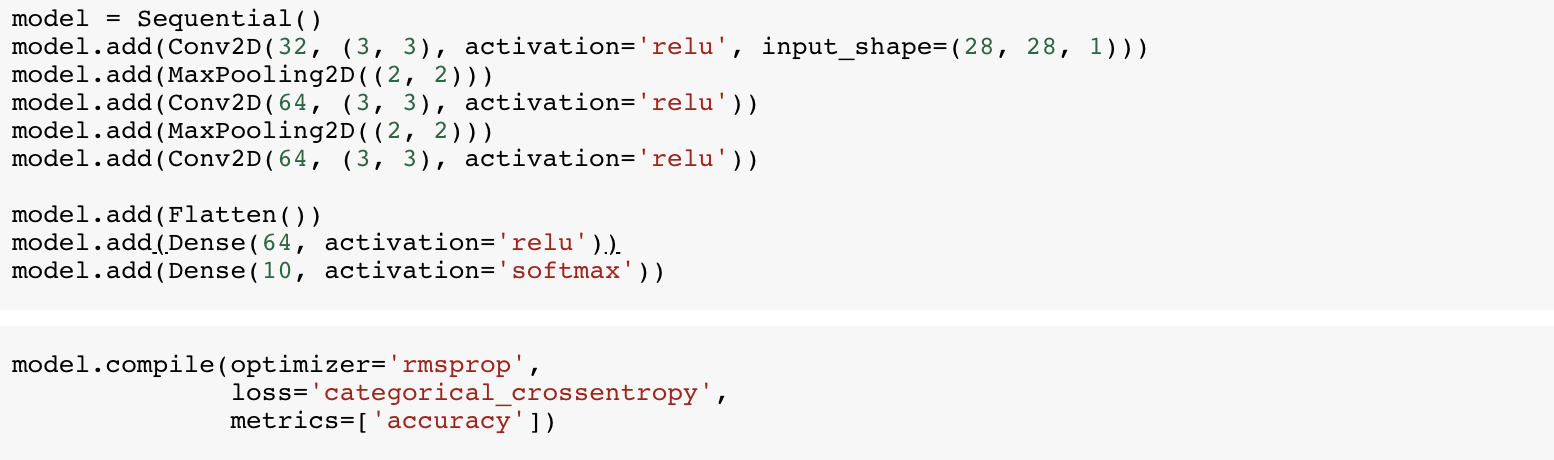 model = Sequential()
model.add(Conv2D(32, (3, 3), activation='relu', input_shape=(28, 28, 1)))
model.add(MaxPooling2D((2, 2)))
model.add(Conv2D(64, (3, 3), activation='relu'))
model.add(MaxPooling2D((2, 2)))
model.add(Conv2D(64, (3, 3), activation='relu'))

model.add(Flatten())
model.add(Dense(64, activation='relu'))
model.add(Dense(10, activation='softmax'))

model.compile(optimizer='rmsprop',
              loss='categorical_crossentropy',
              metrics=['accuracy'])